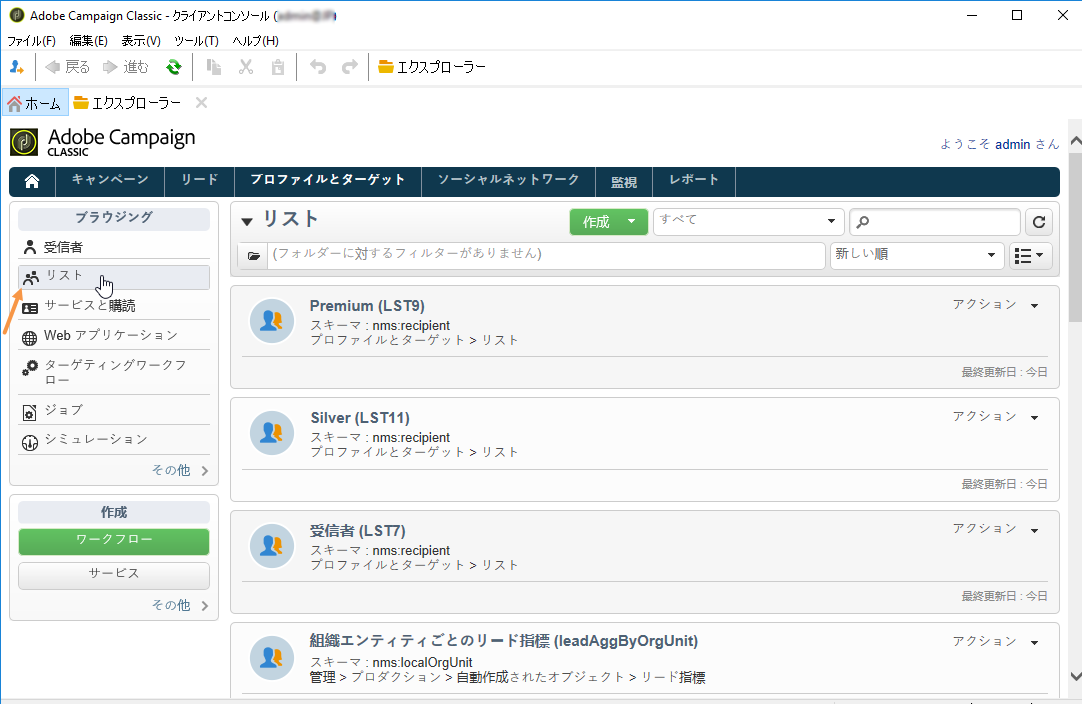 Adobe Campaign Classic - クライアントコンソール (
ファイル(F) 編集(E) 表示(V) ツール(T) ヘルプ(H)
戻る 進む エクスプローラー
ホーム エクスプローラー
Adobe Campaign
CLASSIC
ようこそ admin さん
キャンペーン リード プロファイルとターゲット ソーシャルネットワーク 監視 レポート
ブラウジング
受信者
リスト
サービスと購読
Web アプリケーション
ターゲティングワークフ
ロー
ジョブ
シミュレーション
その他
作成
ワークフロー
サービス
その他
リスト 作成 すべて
(フォルダーに対するフィルターがありません) 新しい順
Premium (LST9) アクション
スキーマ : nms:recipient
プロファイルとターゲット > リスト
最終更新日 : 今日
Silver (LST11) アクション
スキーマ : nms:recipient
プロファイルとターゲット > リスト
最終更新日 : 今日
受信者 (LST7) アクション
スキーマ : nms:recipient
プロファイルとターゲット > リスト
最終更新日 : 今日
組織エンティティごとのリード指標 (leadAggByOrgUnit) アクション
スキーマ : nms:localOrgUnit
管理 > プロダクション > 自動作成されたオブジェクト > リード指標